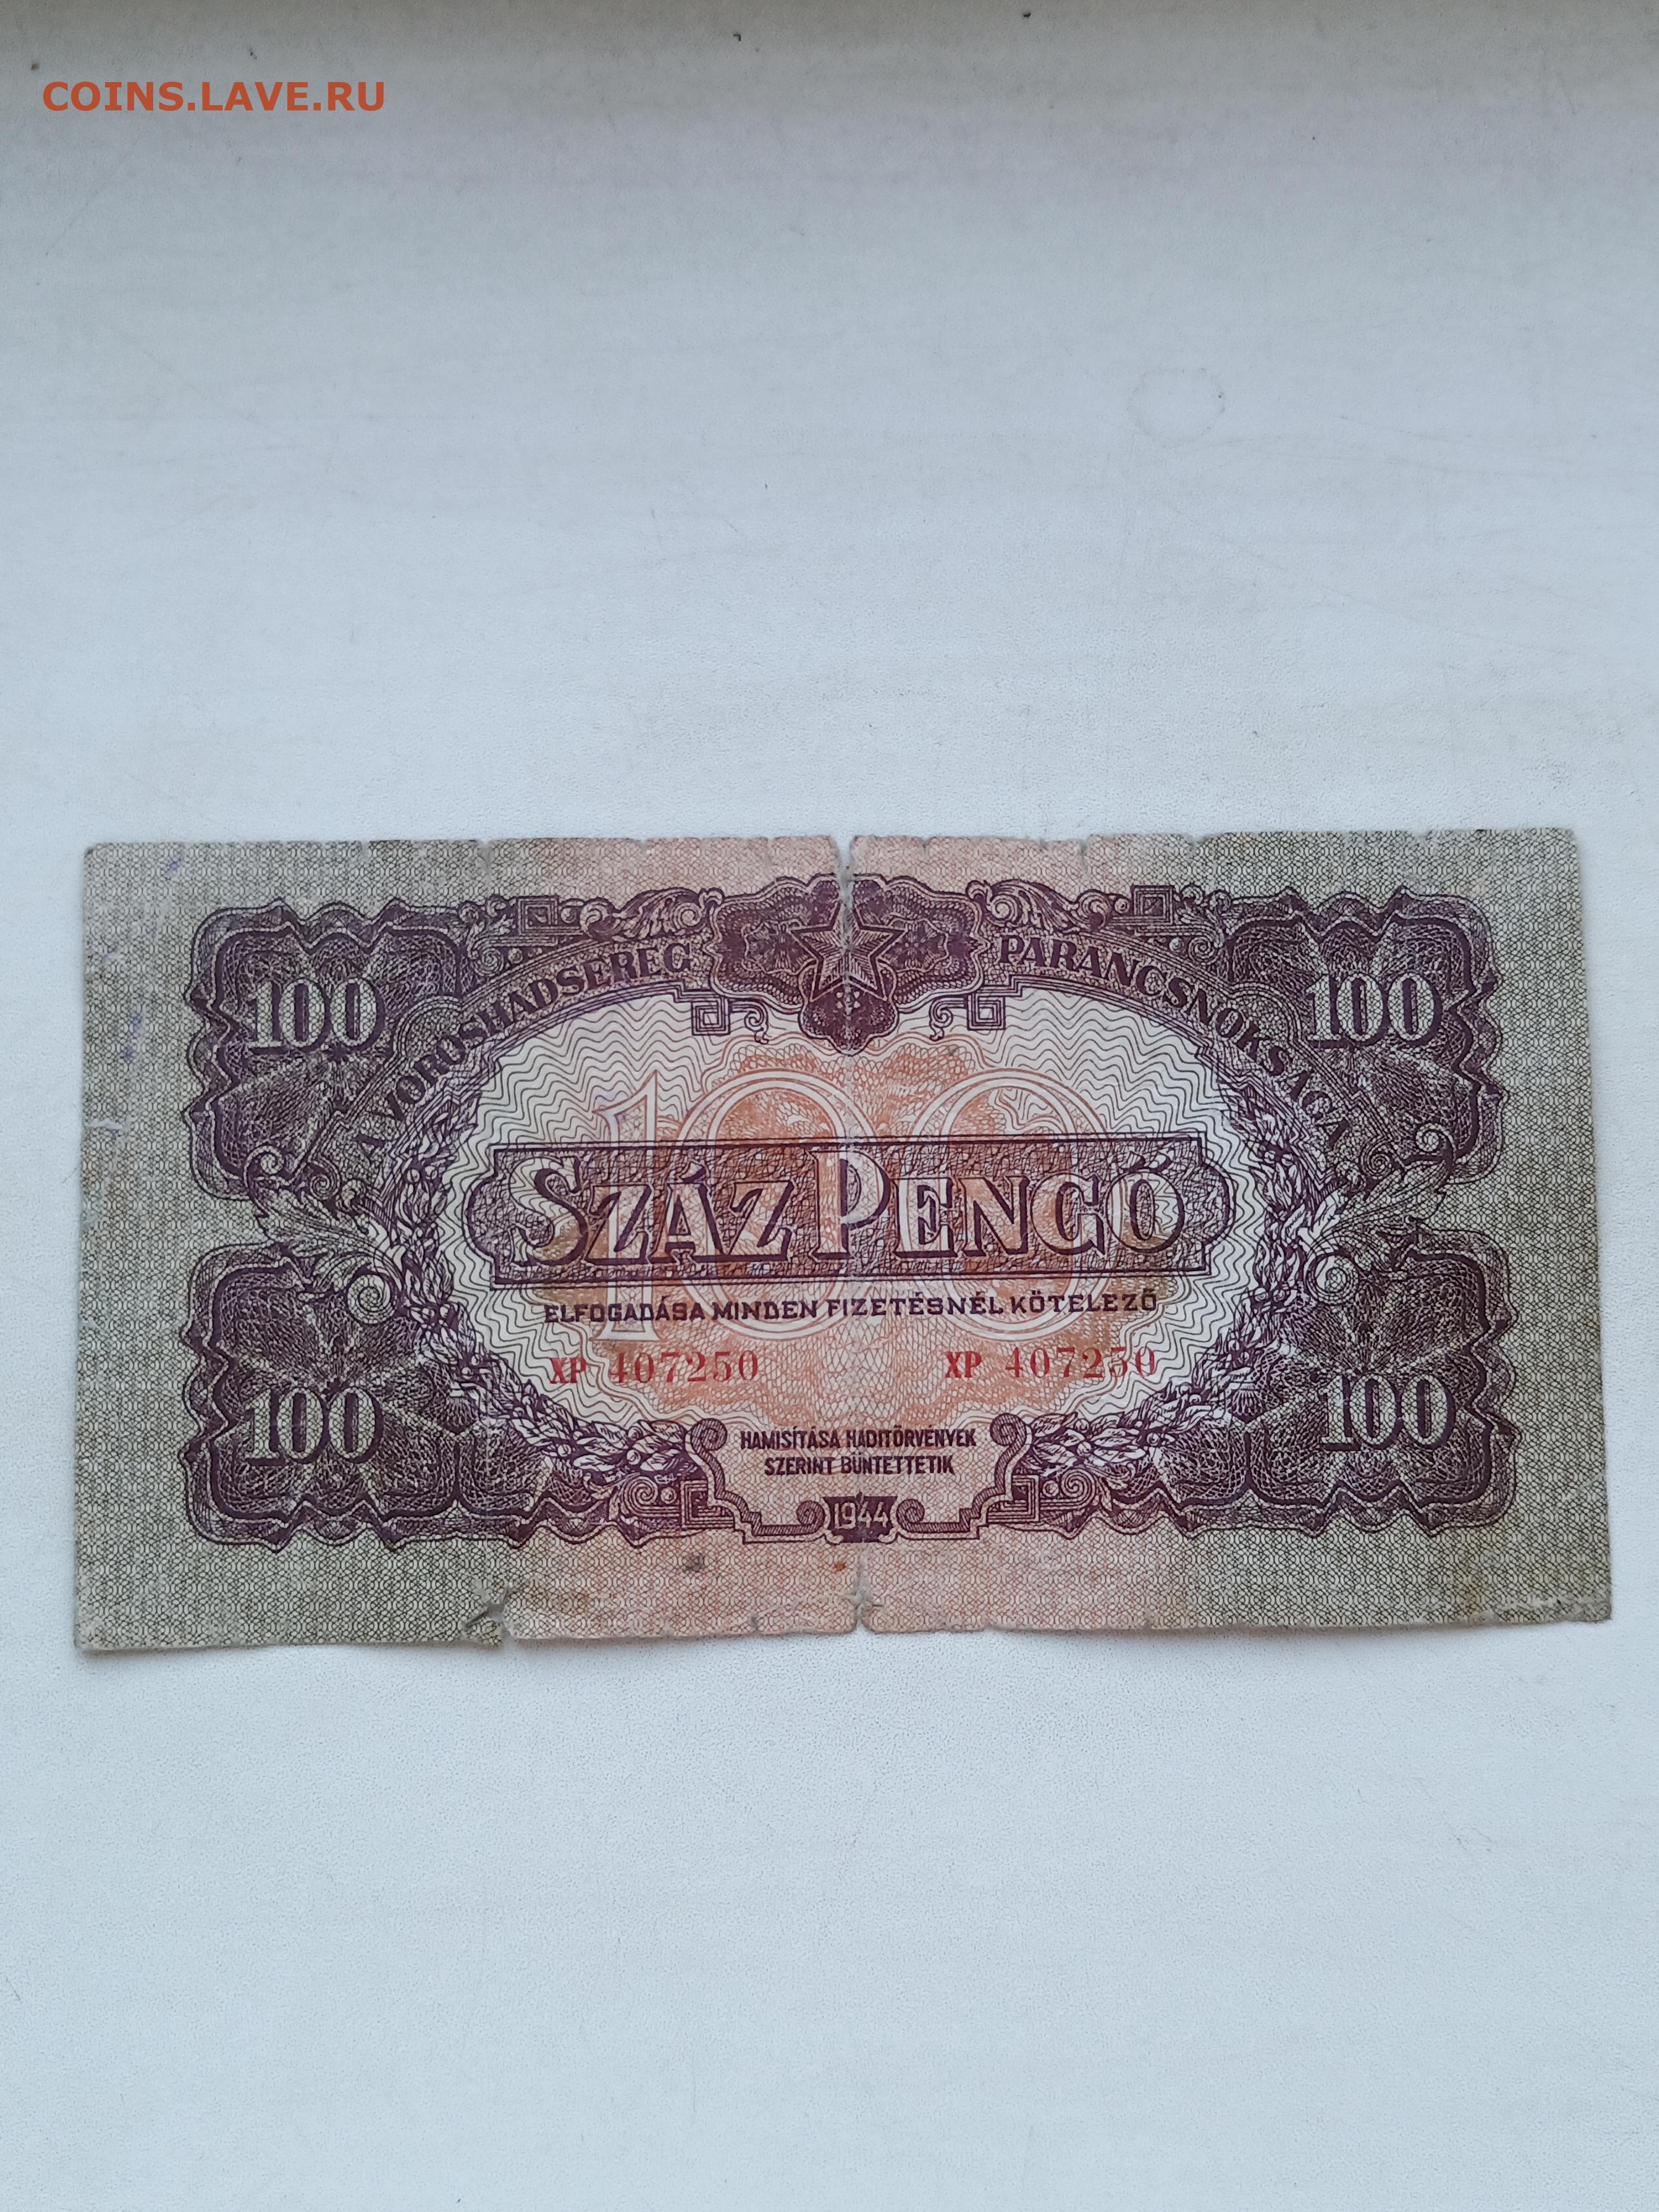 COINS.LAVE.RU
A VÖRÖSHADSEREG PARANCSNOKSÁGA
100 100
100
SZÁZ PENGŐ
ELFOGADÁSA MINDEN FIZETÉSNÉL KÖTELEZŐ
XP 407250 XP 407250
100 100
HAMISÍTÁSA HADITÖRVÉNYEK
SZERINT BÜNTETTETIK
1944